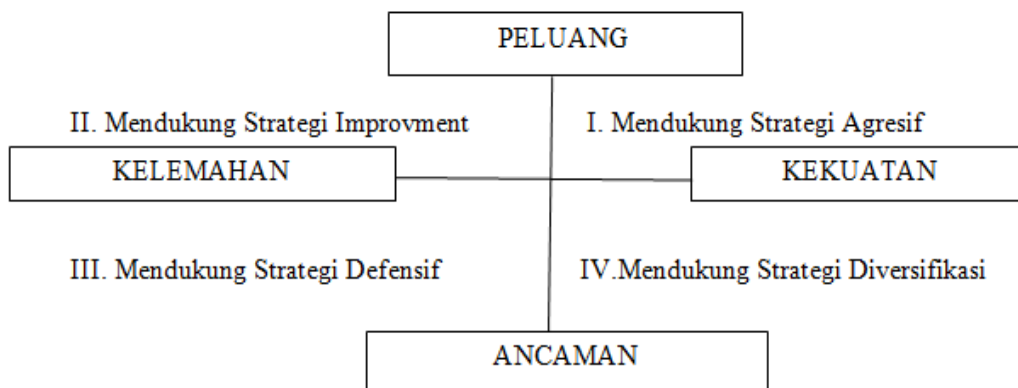 PELUANG
II. Mendukung Strategi Improvment
I. Mendukung Strategi Agresif
KELEMAHAN
KEKUATAN
III. Mendukung Strategi Defensif
IV.Mendukung Strategi Diversifikasi
ANCAMAN